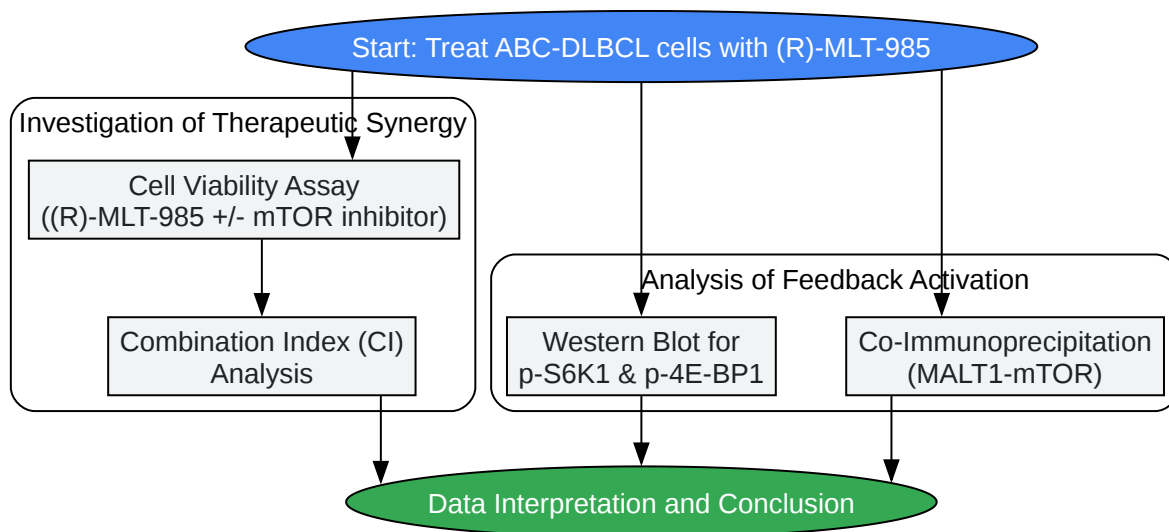 Start: Treat ABC-DLBCL cells with (R)-MLT-985
Investigation of Therapeutic Synergy
Cell Viability Assay
((R)-MLT-985 +/- mTOR inhibitor)
Combination Index (CI)
Analysis
Analysis of Feedback Activation
Western Blot for
p-S6K1 & p-4E-BP1
Co-Immunoprecipitation
(MALT1-mTOR)
Data Interpretation and Conclusion